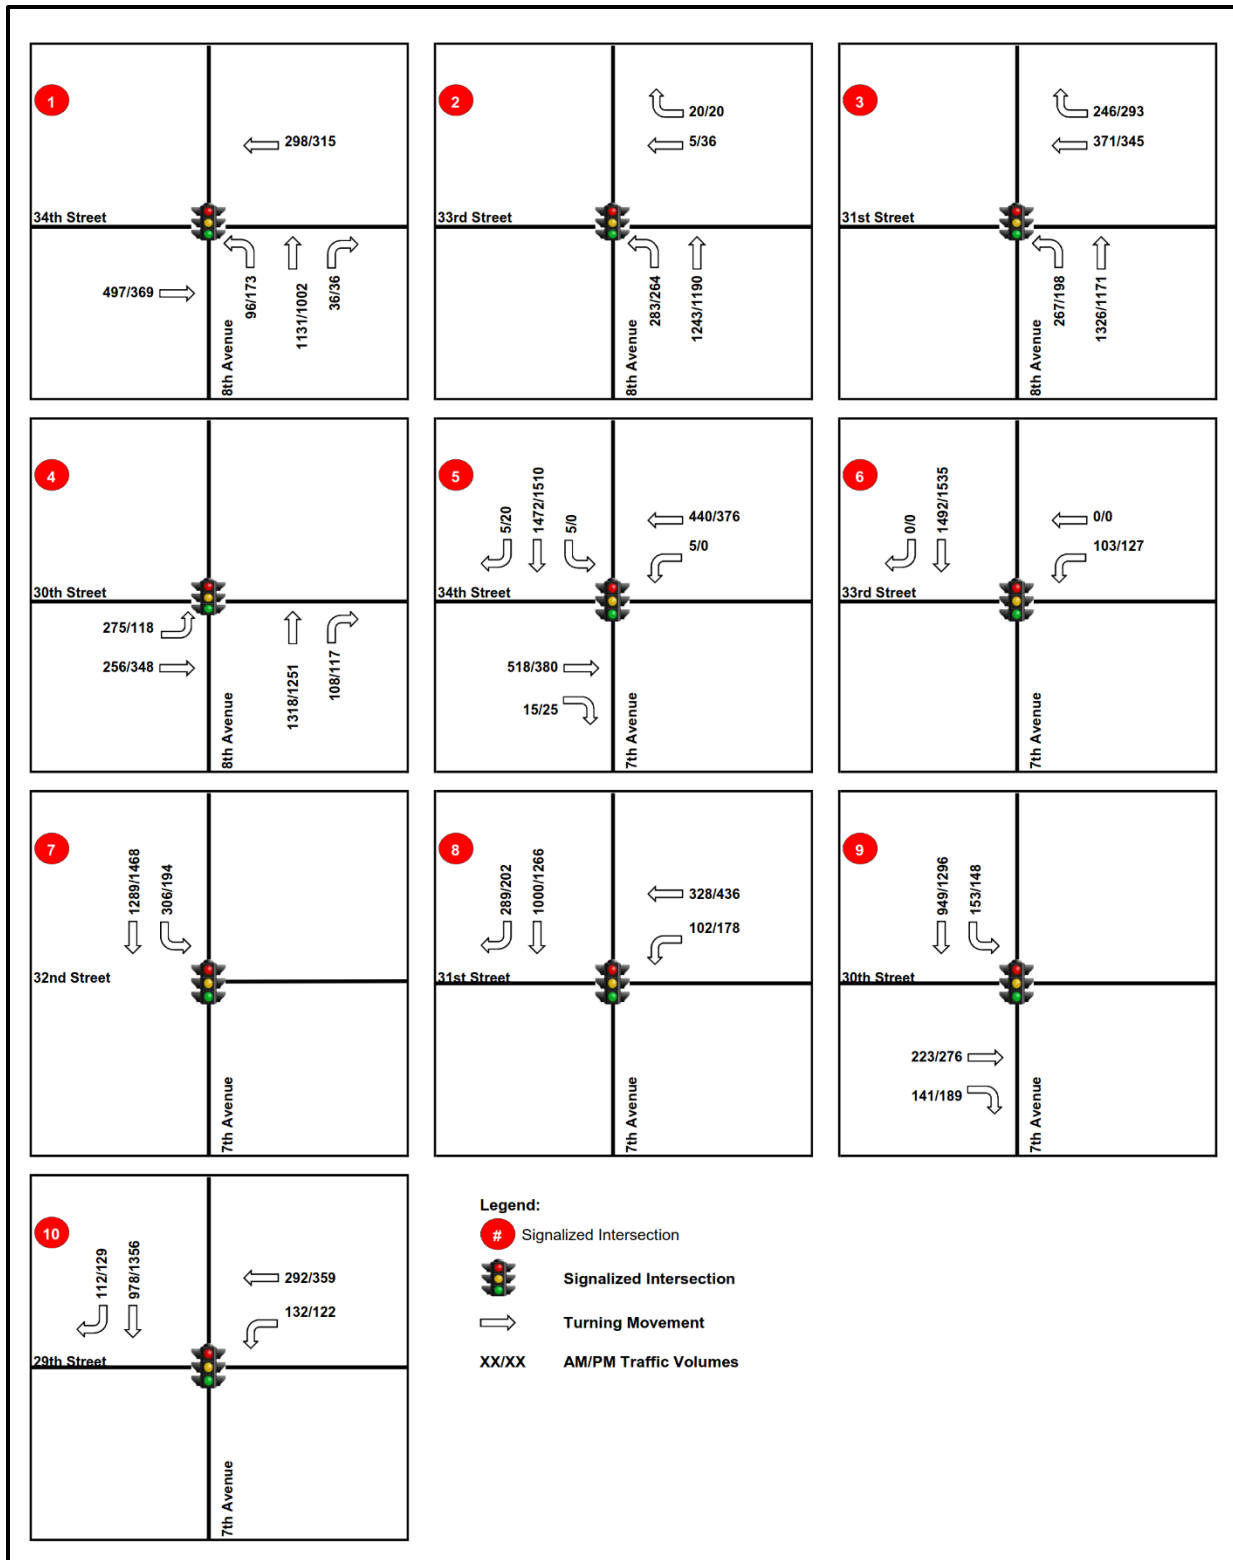 1
298/315
34th Street
497/369
96/173
1131/1002
36/36
8th Avenue
2
20/20
5/36
33rd Street
283/264
1243/1190
8th Avenue
3
246/293
371/345
31st Street
267/198
1326/1171
8th Avenue
4
30th Street
275/118
256/348
1318/1251
108/117
8th Avenue
5
5/20
1472/1510
5/0
440/376
5/0
34th Street
518/380
15/25
7th Avenue
6
0/0
1492/1535
0/0
103/127
33rd Street
7th Avenue
7
1289/1468
306/194
32nd Street
7th Avenue
8
289/202
1000/1266
328/436
102/178
31st Street
7th Avenue
9
949/1296
153/148
30th Street
223/276
141/189
7th Avenue
10
112/129
978/1356
292/359
132/122
29th Street
7th Avenue
Legend:
# Signalized Intersection
Signalized Intersection
Turning Movement
XX/XX AM/PM Traffic Volumes